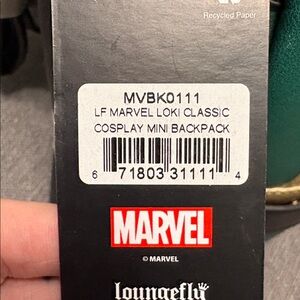 Recycled Paper
MVBK0111
LF MARVEL LOKI CLASSIC
COSPLAY MINI BACKPACK
6 71803 31111 4
MARVEL
© MARVEL
loungefly